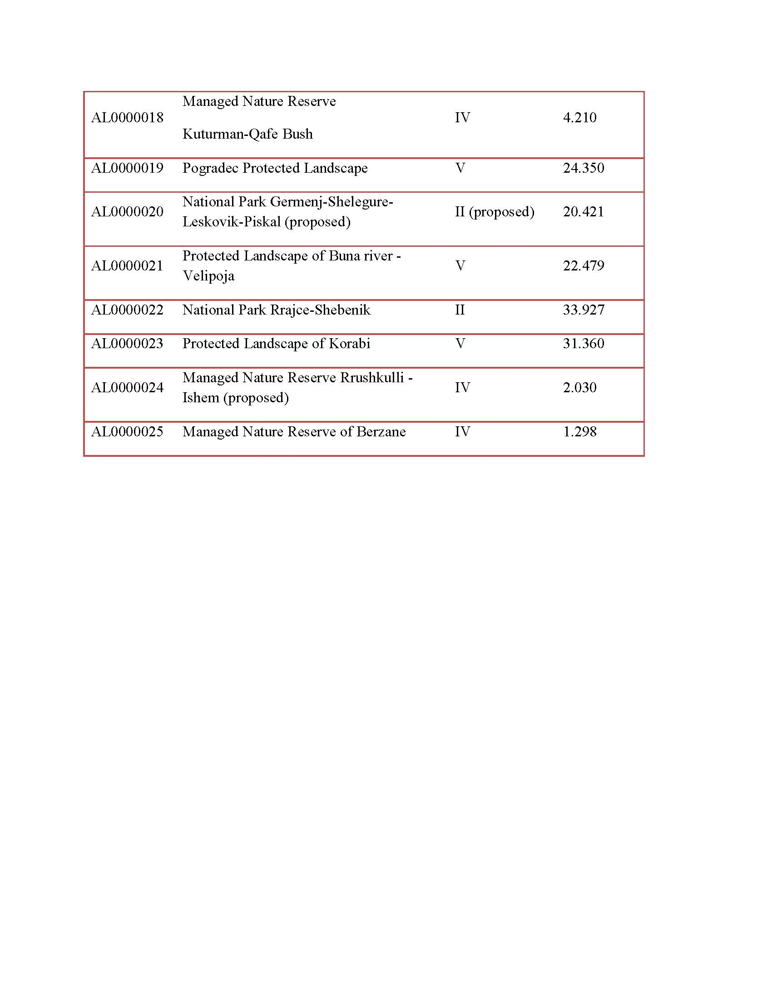 Managed Nature Reserve
AL0000018 IV 4.210
Kuturman-Qafe Bush
AL0000019 Pogradec Protected Landscape V 24.350
National Park Germenj-Shelegure-
AL0000020 II (proposed) 20.421
Leskovik-Piskal (proposed)
Protected Landscape of Buna river -
AL0000021 V 22.479
Velipoja
AL0000022 National Park Rrajce-Shebenik II 33.927
AL0000023 Protected Landscape of Korabi V 31.360
Managed Nature Reserve Rrushkulli -
AL0000024 IV 2.030
Ishem (proposed)
AL0000025 Managed Nature Reserve of Berzane IV 1.298